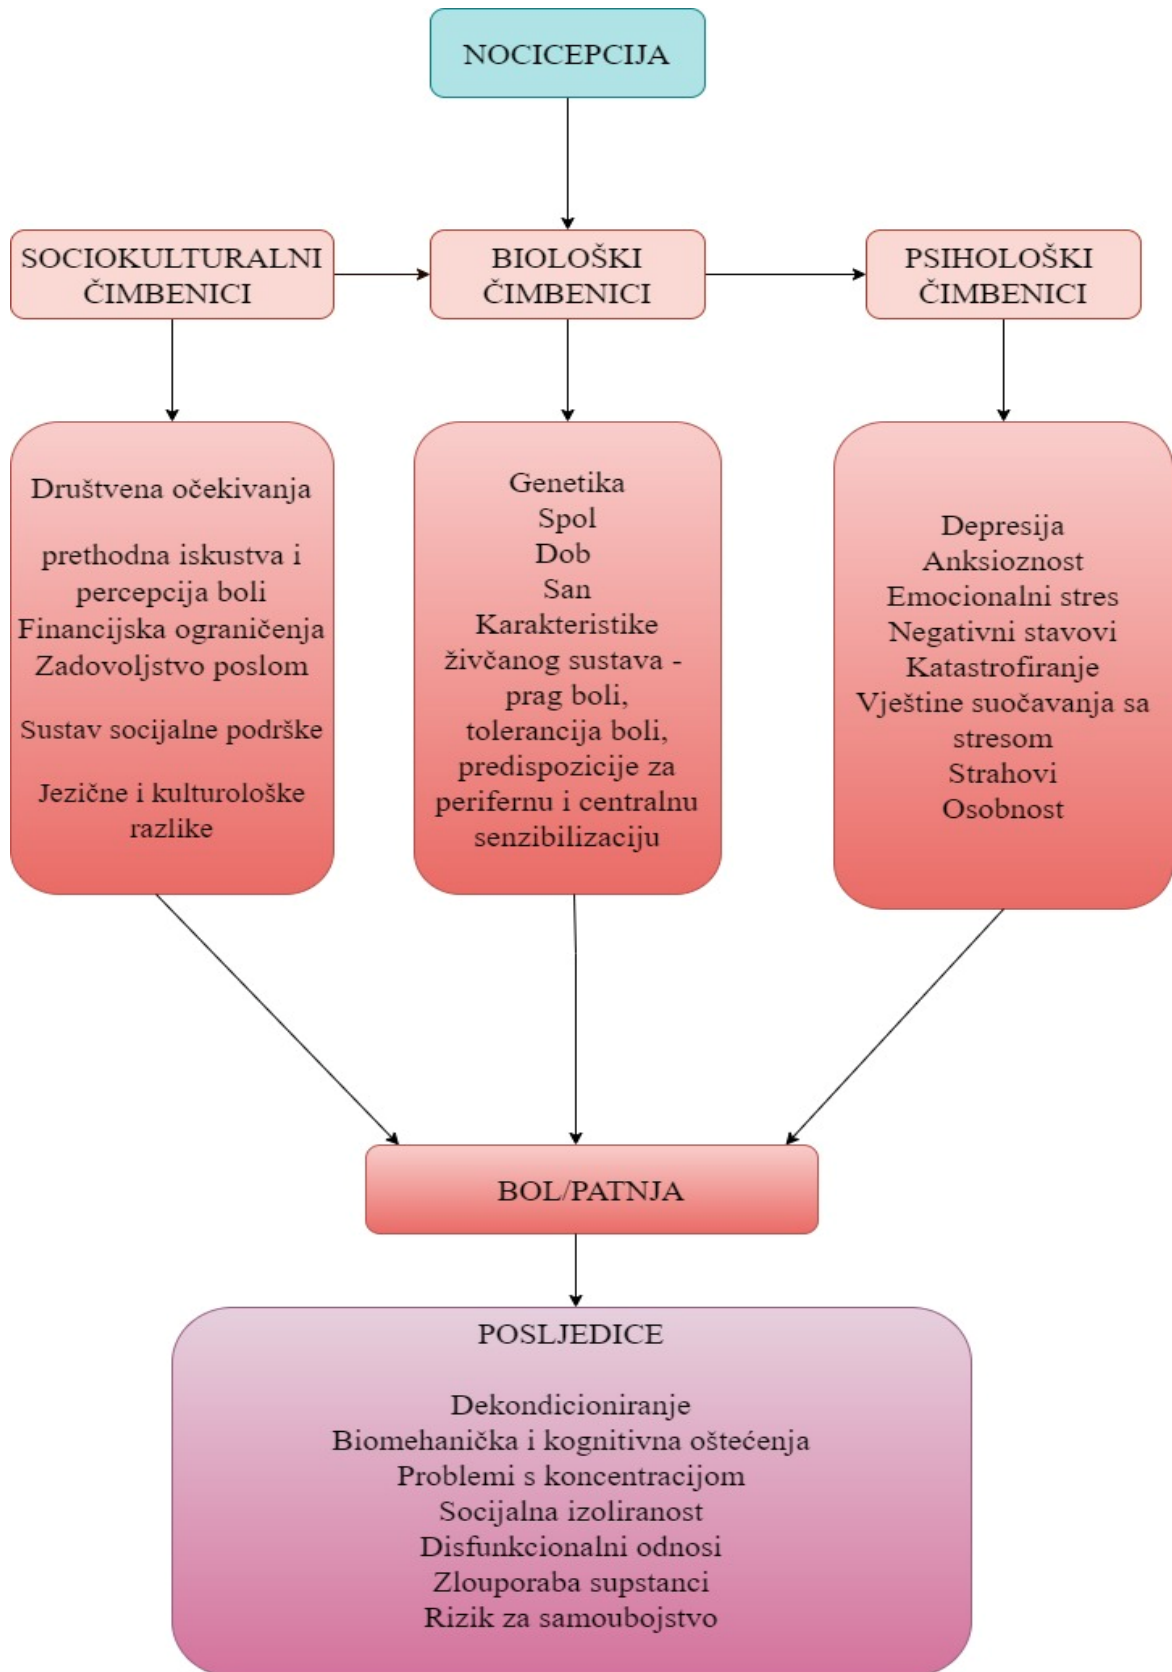 NOCICEPCIJA
SOCIOKULTURALNI
ČIMBENICI
BIOLOŠKI
ČIMBENICI
PSIHOLOŠKI
ČIMBENICI
Društvena očekivanja
prethodna iskustva i
percepcija boli
Financijska ograničenja
Zadovoljstvo poslom
Sustav socijalne podrške
Jezične i kulturološke
razlike
Genetika
Spol
Dob
San
Karakteristike
živčanog sustava -
prag boli,
tolerancija boli,
predispozicije za
perifernu i centralnu
senzibilizaciju
Depresija
Anksioznost
Emocionalni stres
Negativni stavovi
Katastrofiranje
Vještine suočavanja sa
stresom
Strahovi
Osobnost
BOL/PATNJA
POSLJEDICE
Dekondicioniranje
Biomehanička i kognitivna oštećenja
Problemi s koncentracijom
Socijalna izoliranost
Disfunkcionalni odnosi
Zlouporaba supstanci
Rizik za samoubojstvo